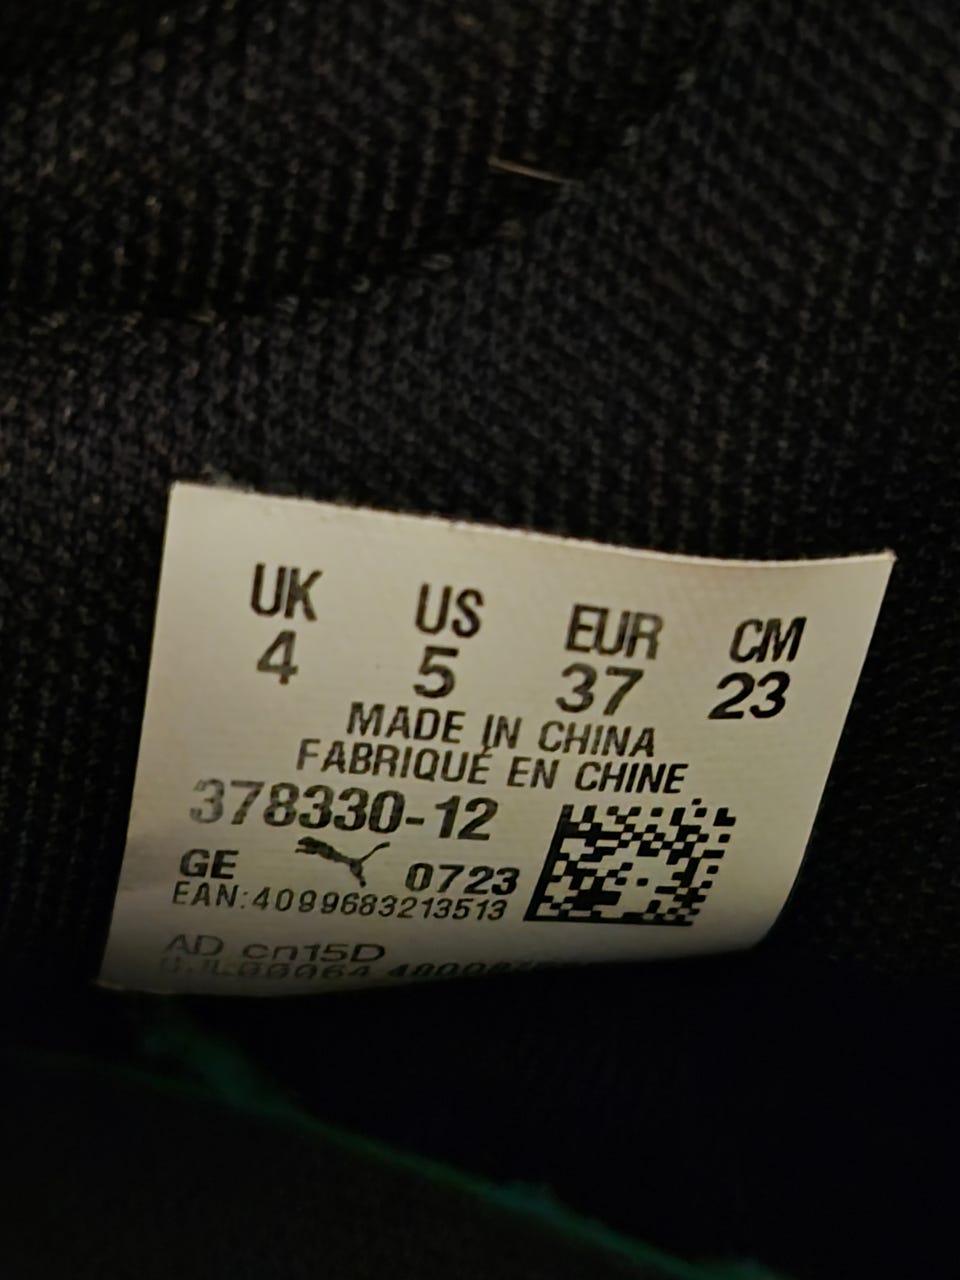 UK US EUR CM
4 5 37 23
MADE IN CHINA
FABRIQUÉ EN CHINE
378330-12
GE 0723
EAN:4099683213513
AD cn15D